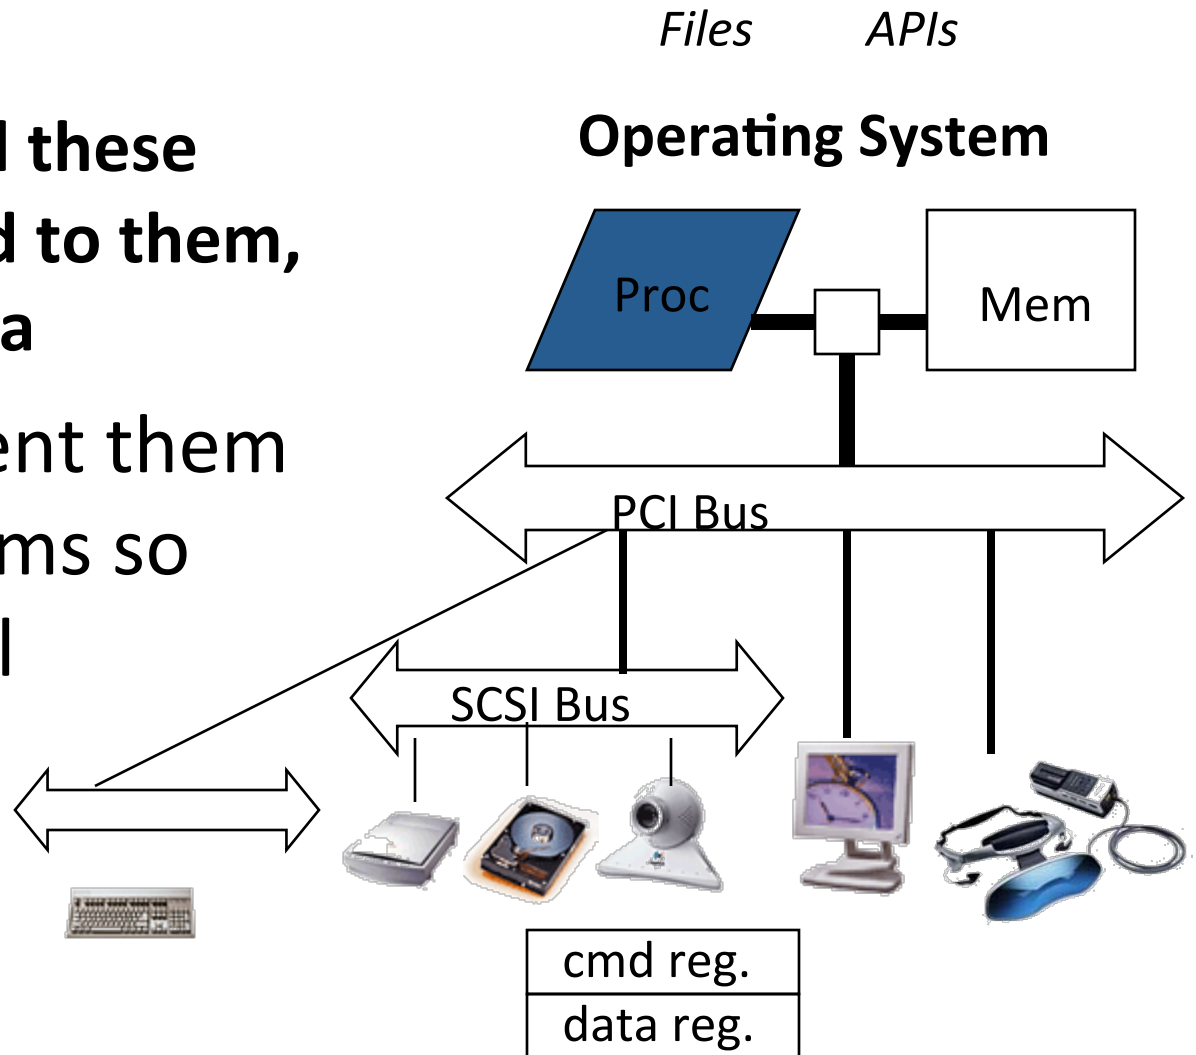 Files APIs
these
to them,
a
Operating System
Proc
Mem
ent them
ms so
PCI Bus
SCSI Bus
cmd reg.
data reg.